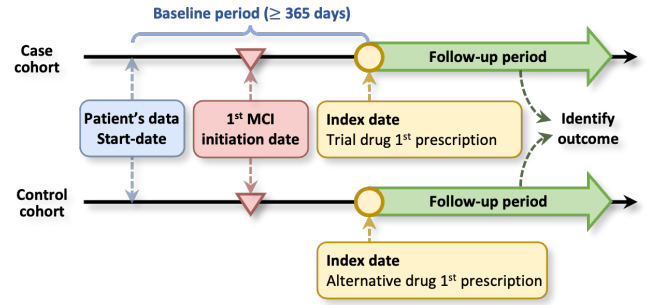 Baseline period (≥ 365 days)
Case
cohort
Follow-up period
Patient's data
Start-date
1st MCI
initiation date
Index date
Trial drug 1st prescription
Identify
outcome
Control
cohort
Follow-up period
Index date
Alternative drug 1st prescription